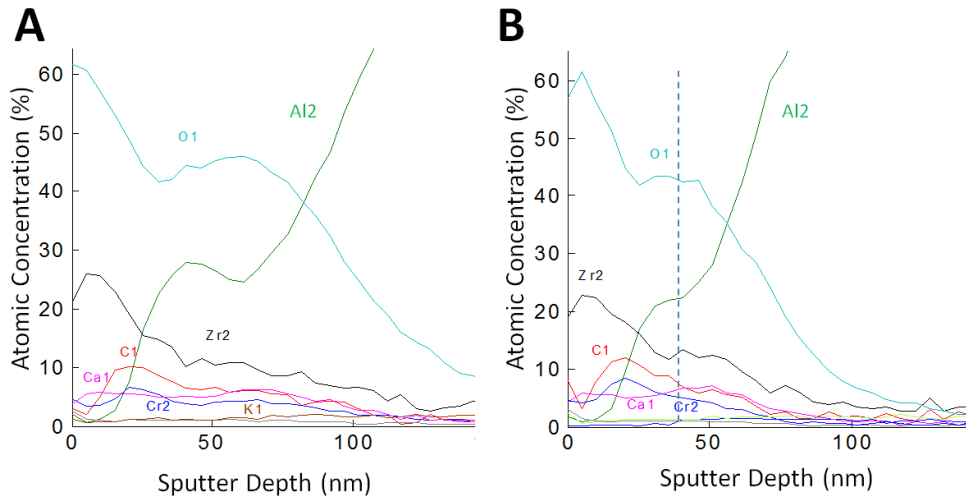 A
Atomic Concentration (%)
60
50
40
30
20
10
0
Al2
O1
Zr2
C1
Ca1
Cr2
K1
0
50
100
Sputter Depth (nm)
B
Atomic Concentration (%)
60
50
40
30
20
10
0
Al2
O1
Zr2
C1
Ca1
Cr2
0
50
100
Sputter Depth (nm)